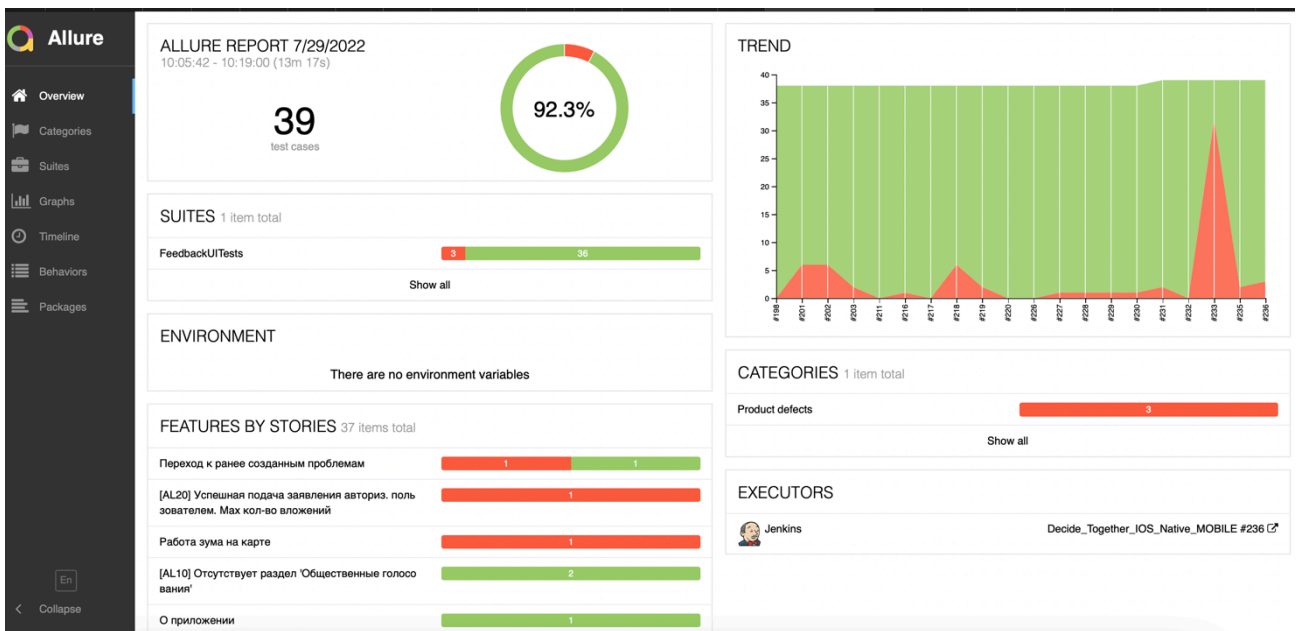 Allure
Overview
Categories
Suites
Graphs
Timeline
Behaviors
Packages
En
Collapse
ALLURE REPORT 7/29/2022
10:05:42 - 10:19:00 (13m 17s)
39
test cases
92.3%
SUITES 1 item total
FeedbackUITests
3
36
Show all
ENVIRONMENT
There are no environment variables
FEATURES BY STORIES 37 items total
Переход к ранее созданным проблемам
1
1
[AL20] Успешная подача заявления авториз. поль
зователем. Мах кол-во вложений
1
Работа зума на карте
1
[AL10] Отсутствует раздел 'Общественные голосо
вания'
2
О приложении
1
TREND
40
35
30
25
20
15
10
5
0
#198
#201
#202
#203
#211
#216
#217
#218
#219
#220
#226
#227
#228
#229
#230
#231
#232
#233
#235
#236
CATEGORIES 1 item total
Product defects
3
Show all
EXECUTORS
Jenkins
Decide_Together_IOS_Native_MOBILE #236